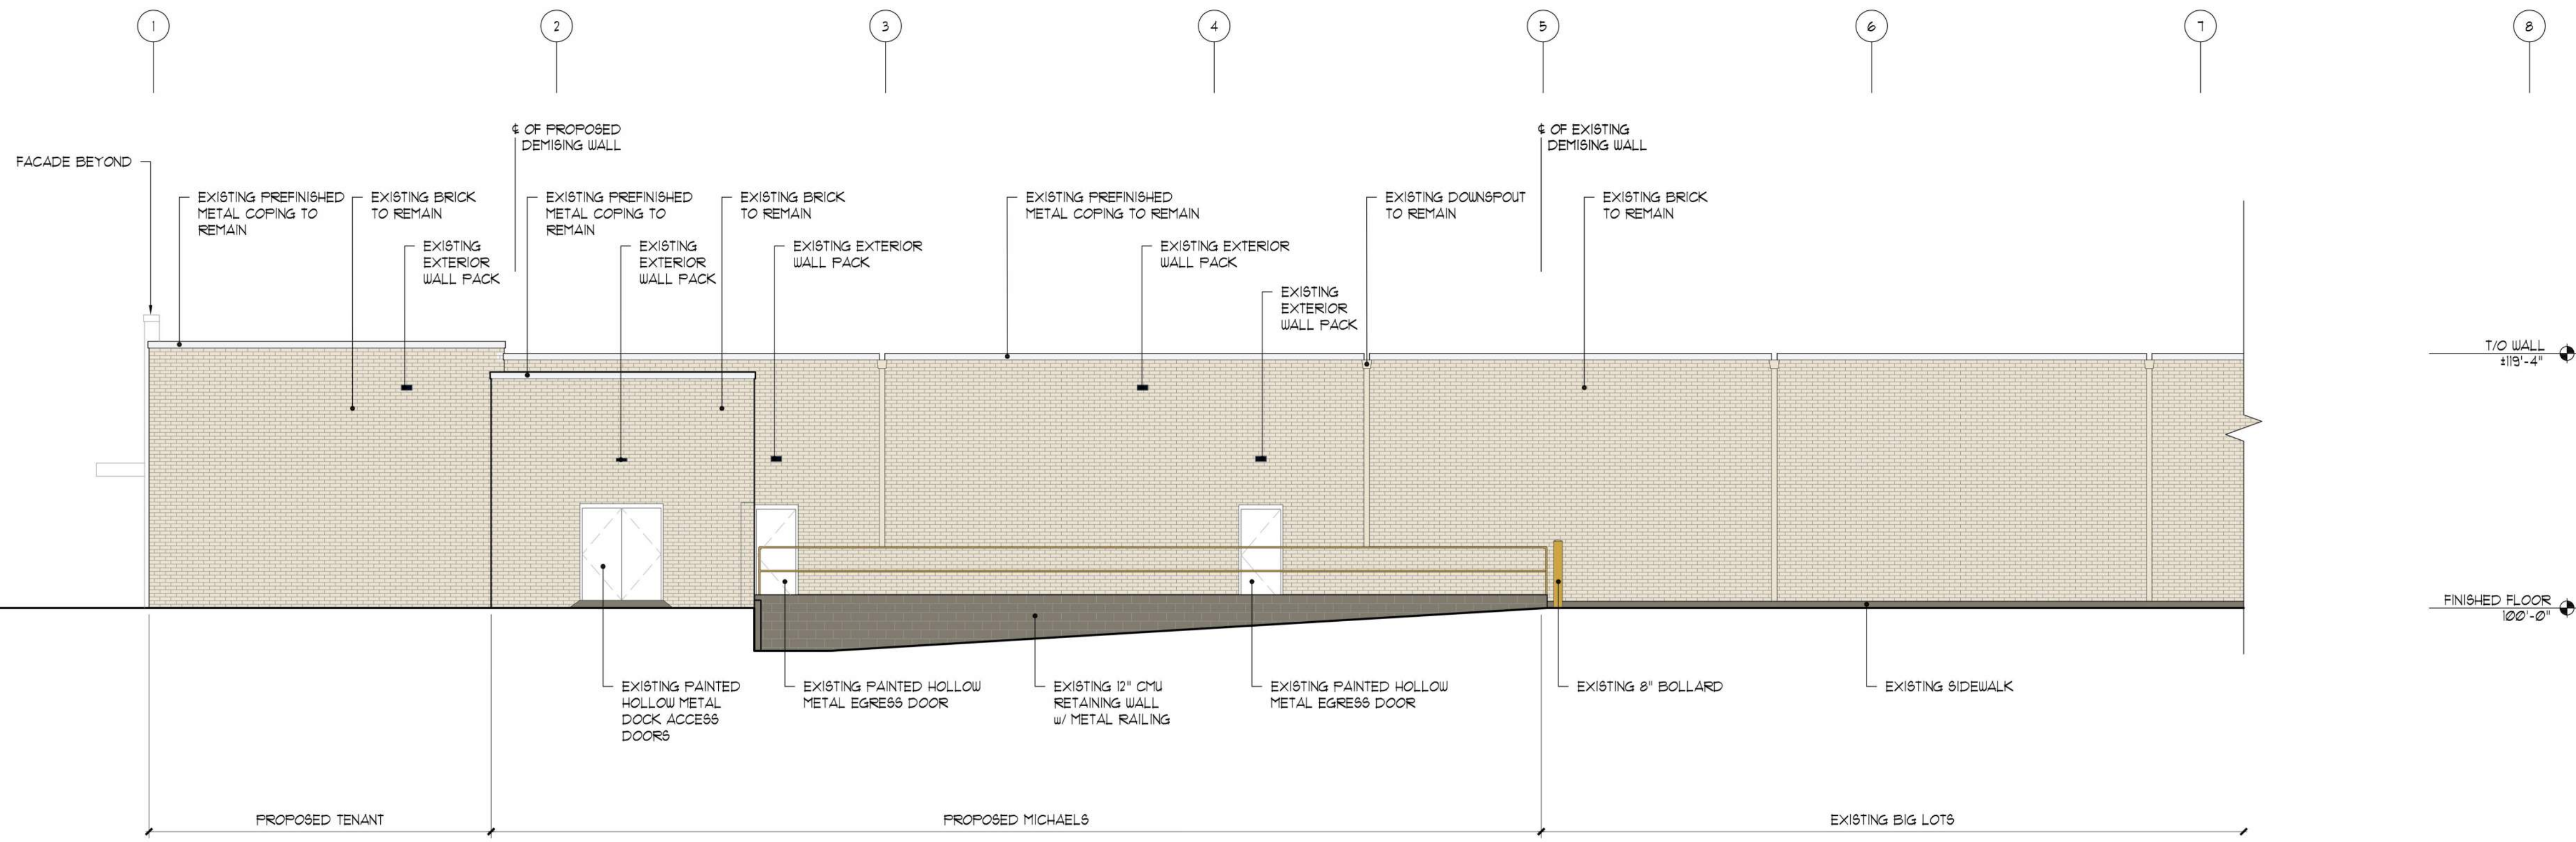 1
2
3
4
5
6
7
8
℄ OF PROPOSED
DEMISING WALL
℄ OF EXISTING
DEMISING WALL
FACADE BEYOND
EXISTING PREFINISHED
METAL COPING TO
REMAIN
EXISTING BRICK
TO REMAIN
EXISTING PREFINISHED
METAL COPING TO
REMAIN
EXISTING BRICK
TO REMAIN
EXISTING PREFINISHED
METAL COPING TO REMAIN
EXISTING DOWNSPOUT
TO REMAIN
EXISTING BRICK
TO REMAIN
EXISTING
EXTERIOR
WALL PACK
EXISTING
EXTERIOR
WALL PACK
EXISTING EXTERIOR
WALL PACK
EXISTING EXTERIOR
WALL PACK
EXISTING
EXTERIOR
WALL PACK
T/O WALL
±119'-4"
FINISHED FLOOR
100'-0"
EXISTING PAINTED
HOLLOW METAL
DOCK ACCESS
DOORS
EXISTING PAINTED HOLLOW
METAL EGRESS DOOR
EXISTING 12" CMU
RETAINING WALL
w/ METAL RAILING
EXISTING PAINTED HOLLOW
METAL EGRESS DOOR
EXISTING 8" BOLLARD
EXISTING SIDEWALK
PROPOSED TENANT
PROPOSED MICHAELS
EXISTING BIG LOTS